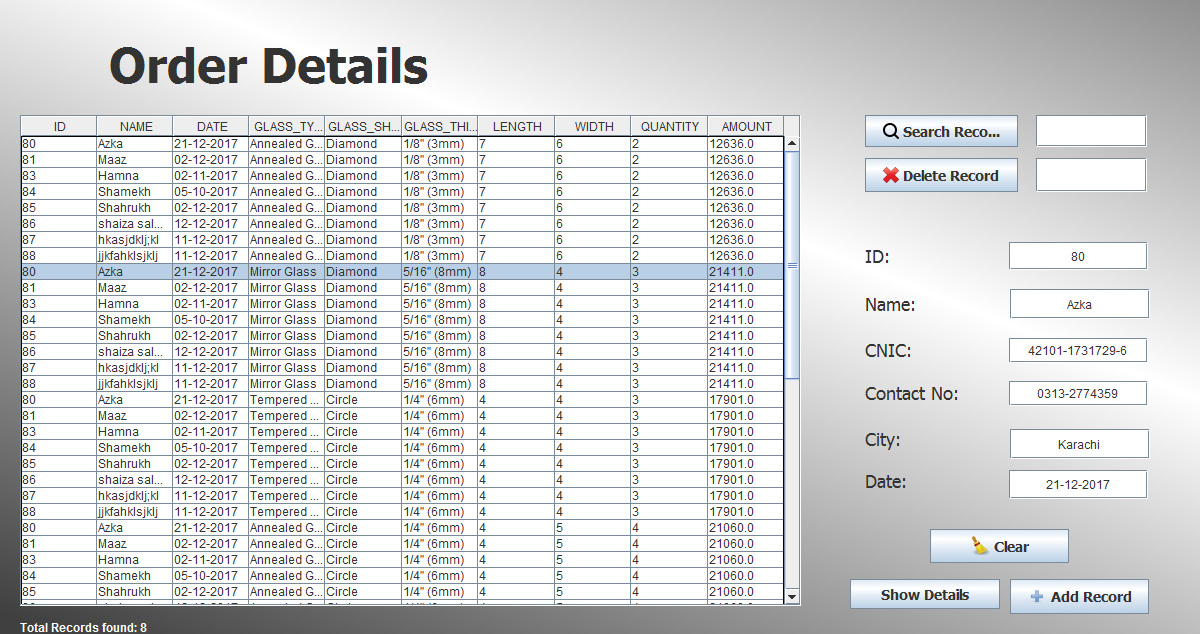 Order Details
ID NAME DATE GLASS_TY... GLASS_SH... GLASS_THI... LENGTH WIDTH QUANTITY AMOUNT
80 Azka 21-12-2017 Annealed G... Diamond 1/8" (3mm) 7 6 2 12636.0
81 Maaz 02-12-2017 Annealed G... Diamond 1/8" (3mm) 7 6 2 12636.0
83 Hamna 02-11-2017 Annealed G... Diamond 1/8" (3mm) 7 6 2 12636.0
84 Shamekh 05-10-2017 Annealed G... Diamond 1/8" (3mm) 7 6 2 12636.0
85 Shahrukh 02-12-2017 Annealed G... Diamond 1/8" (3mm) 7 6 2 12636.0
86 shaiza sal... 12-12-2017 Annealed G... Diamond 1/8" (3mm) 7 6 2 12636.0
87 hkasjdklj;kl 11-12-2017 Annealed G... Diamond 1/8" (3mm) 7 6 2 12636.0
88 jjkfahklsjklj 11-12-2017 Annealed G... Diamond 1/8" (3mm) 7 6 2 12636.0
80 Azka 21-12-2017 Mirror Glass Diamond 5/16" (8mm) 8 4 3 21411.0
81 Maaz 02-12-2017 Mirror Glass Diamond 5/16" (8mm) 8 4 3 21411.0
83 Hamna 02-11-2017 Mirror Glass Diamond 5/16" (8mm) 8 4 3 21411.0
84 Shamekh 05-10-2017 Mirror Glass Diamond 5/16" (8mm) 8 4 3 21411.0
85 Shahrukh 02-12-2017 Mirror Glass Diamond 5/16" (8mm) 8 4 3 21411.0
86 shaiza sal... 12-12-2017 Mirror Glass Diamond 5/16" (8mm) 8 4 3 21411.0
87 hkasjdklj;kl 11-12-2017 Mirror Glass Diamond 5/16" (8mm) 8 4 3 21411.0
88 jjkfahklsjklj 11-12-2017 Mirror Glass Diamond 5/16" (8mm) 8 4 3 21411.0
80 Azka 21-12-2017 Tempered ... Circle 1/4" (6mm) 4 4 3 17901.0
81 Maaz 02-12-2017 Tempered ... Circle 1/4" (6mm) 4 4 3 17901.0
83 Hamna 02-11-2017 Tempered ... Circle 1/4" (6mm) 4 4 3 17901.0
84 Shamekh 05-10-2017 Tempered ... Circle 1/4" (6mm) 4 4 3 17901.0
85 Shahrukh 02-12-2017 Tempered ... Circle 1/4" (6mm) 4 4 3 17901.0
86 shaiza sal... 12-12-2017 Tempered ... Circle 1/4" (6mm) 4 4 3 17901.0
87 hkasjdklj;kl 11-12-2017 Tempered ... Circle 1/4" (6mm) 4 4 3 17901.0
88 jjkfahklsjklj 11-12-2017 Tempered ... Circle 1/4" (6mm) 4 4 3 17901.0
80 Azka 21-12-2017 Annealed G... Circle 1/4" (6mm) 4 5 4 21060.0
81 Maaz 02-12-2017 Annealed G... Circle 1/4" (6mm) 4 5 4 21060.0
83 Hamna 02-11-2017 Annealed G... Circle 1/4" (6mm) 4 5 4 21060.0
84 Shamekh 05-10-2017 Annealed G... Circle 1/4" (6mm) 4 5 4 21060.0
85 Shahrukh 02-12-2017 Annealed G... Circle 1/4" (6mm) 4 5 4 21060.0
Total Records found: 8
Search Reco...
Delete Record
ID: 80
Name: Azka
CNIC: 42101-1731729-6
Contact No: 0313-2774359
City: Karachi
Date: 21-12-2017
Clear
Show Details Add Record